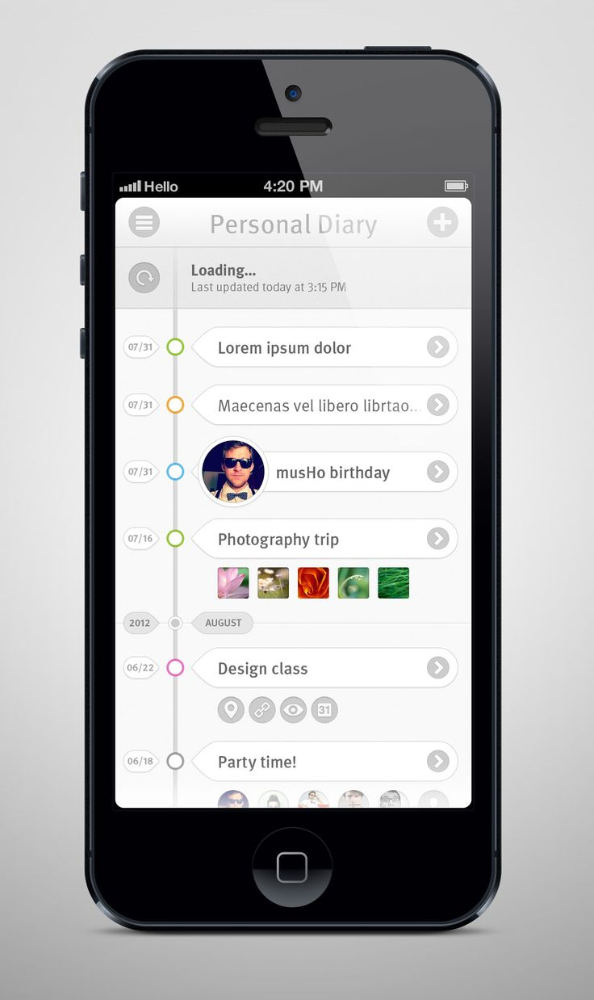 Hello 4:20 PM
Personal Diary
Loading...
Last updated today at 3:15 PM
07/31 Lorem ipsum dolor
07/31 Maecenas vel libero librtao...
07/31 musHo birthday
07/16 Photography trip
2012 AUGUST
06/22 Design class
31
06/18 Party time!